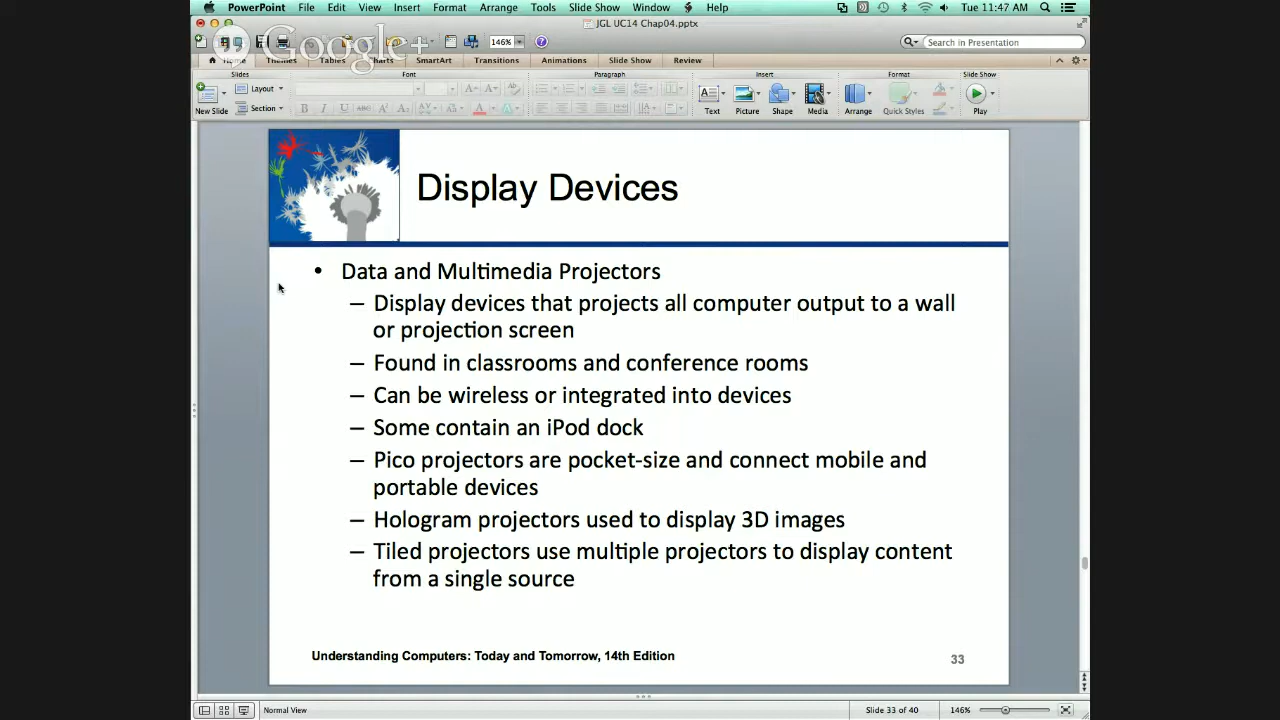 PowerPoint File Edit View Insert Format Arrange Tools Slide Show Window Help Tue 11:47 AM
JGL UC14 Chap04.pptx
Google+
146% Search in Presentation
Home Themes Tables Charts SmartArt Transitions Animations Slide Show Review
Slides Font Paragraph Insert Format Slide Show
Layout
Section
New Slide Text Picture Shape Media Arrange Quick Styles Play
Display Devices
• Data and Multimedia Projectors
– Display devices that projects all computer output to a wall
or projection screen
– Found in classrooms and conference rooms
– Can be wireless or integrated into devices
– Some contain an iPod dock
– Pico projectors are pocket-size and connect mobile and
portable devices
– Hologram projectors used to display 3D images
– Tiled projectors use multiple projectors to display content
from a single source
Understanding Computers: Today and Tomorrow, 14th Edition
33
Normal View Slide 33 of 40 146%